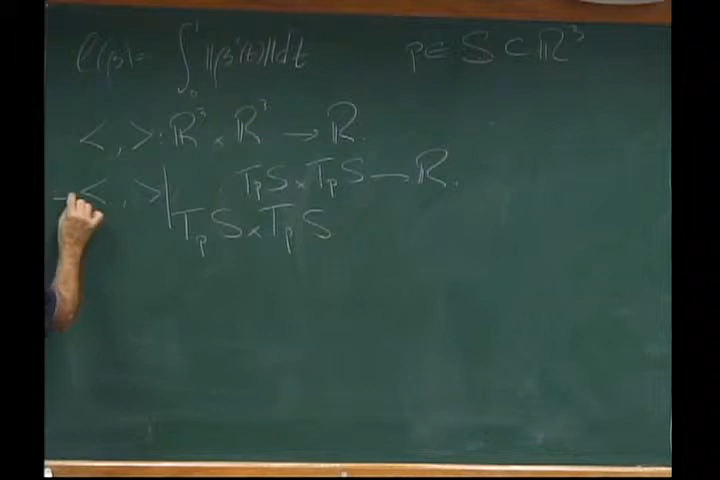 ℓ(β) = ∫₀¹ ||β'(t)|| dt p ∈ S ⊂ ℝ³
< , > : ℝ³ × ℝ³ → ℝ.
< , >| T_pS × T_pS → ℝ.
T_pS × T_pS